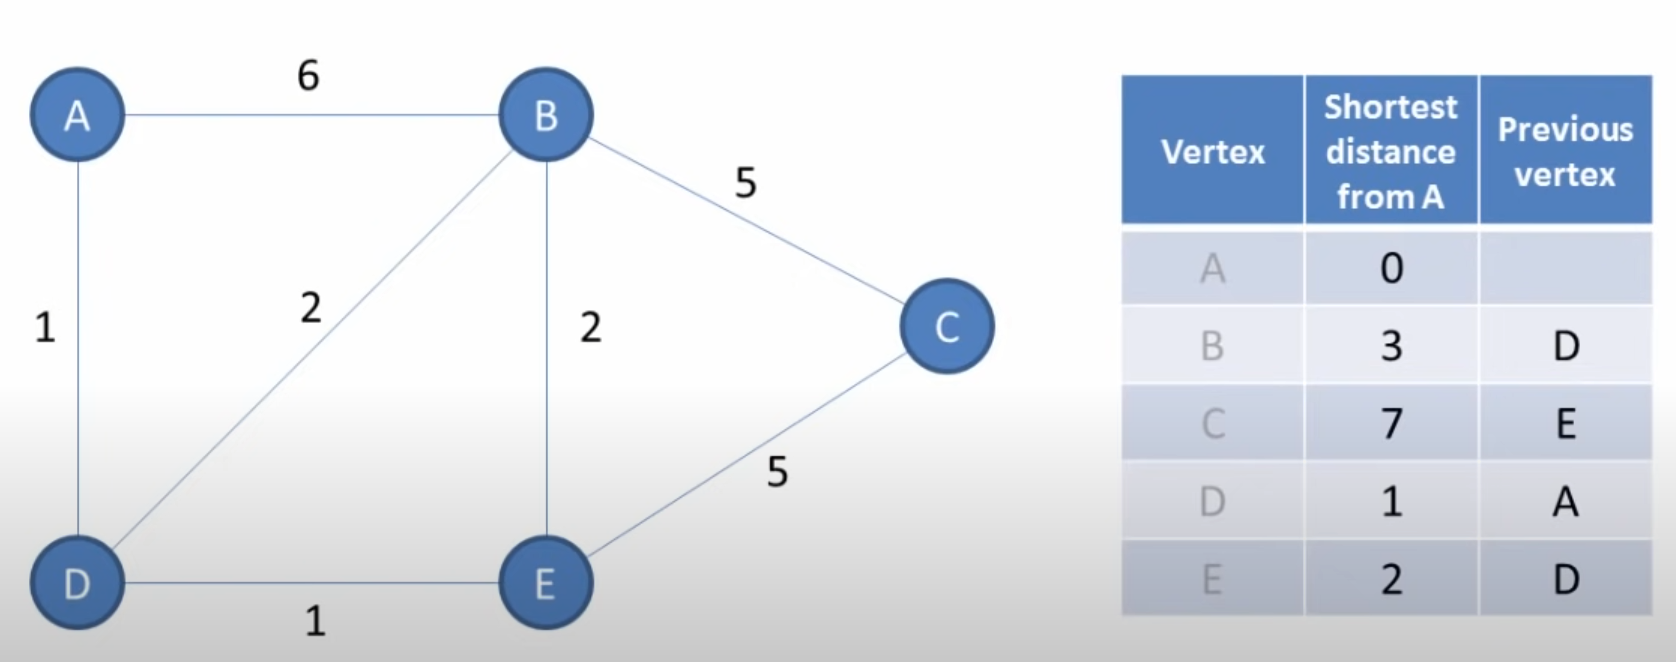 A
6
B
5
1
2
2
C
5
D
1
E
Vertex
Shortest
distance
from A
Previous
vertex
A 0
B 3 D
C 7 E
D 1 A
E 2 D